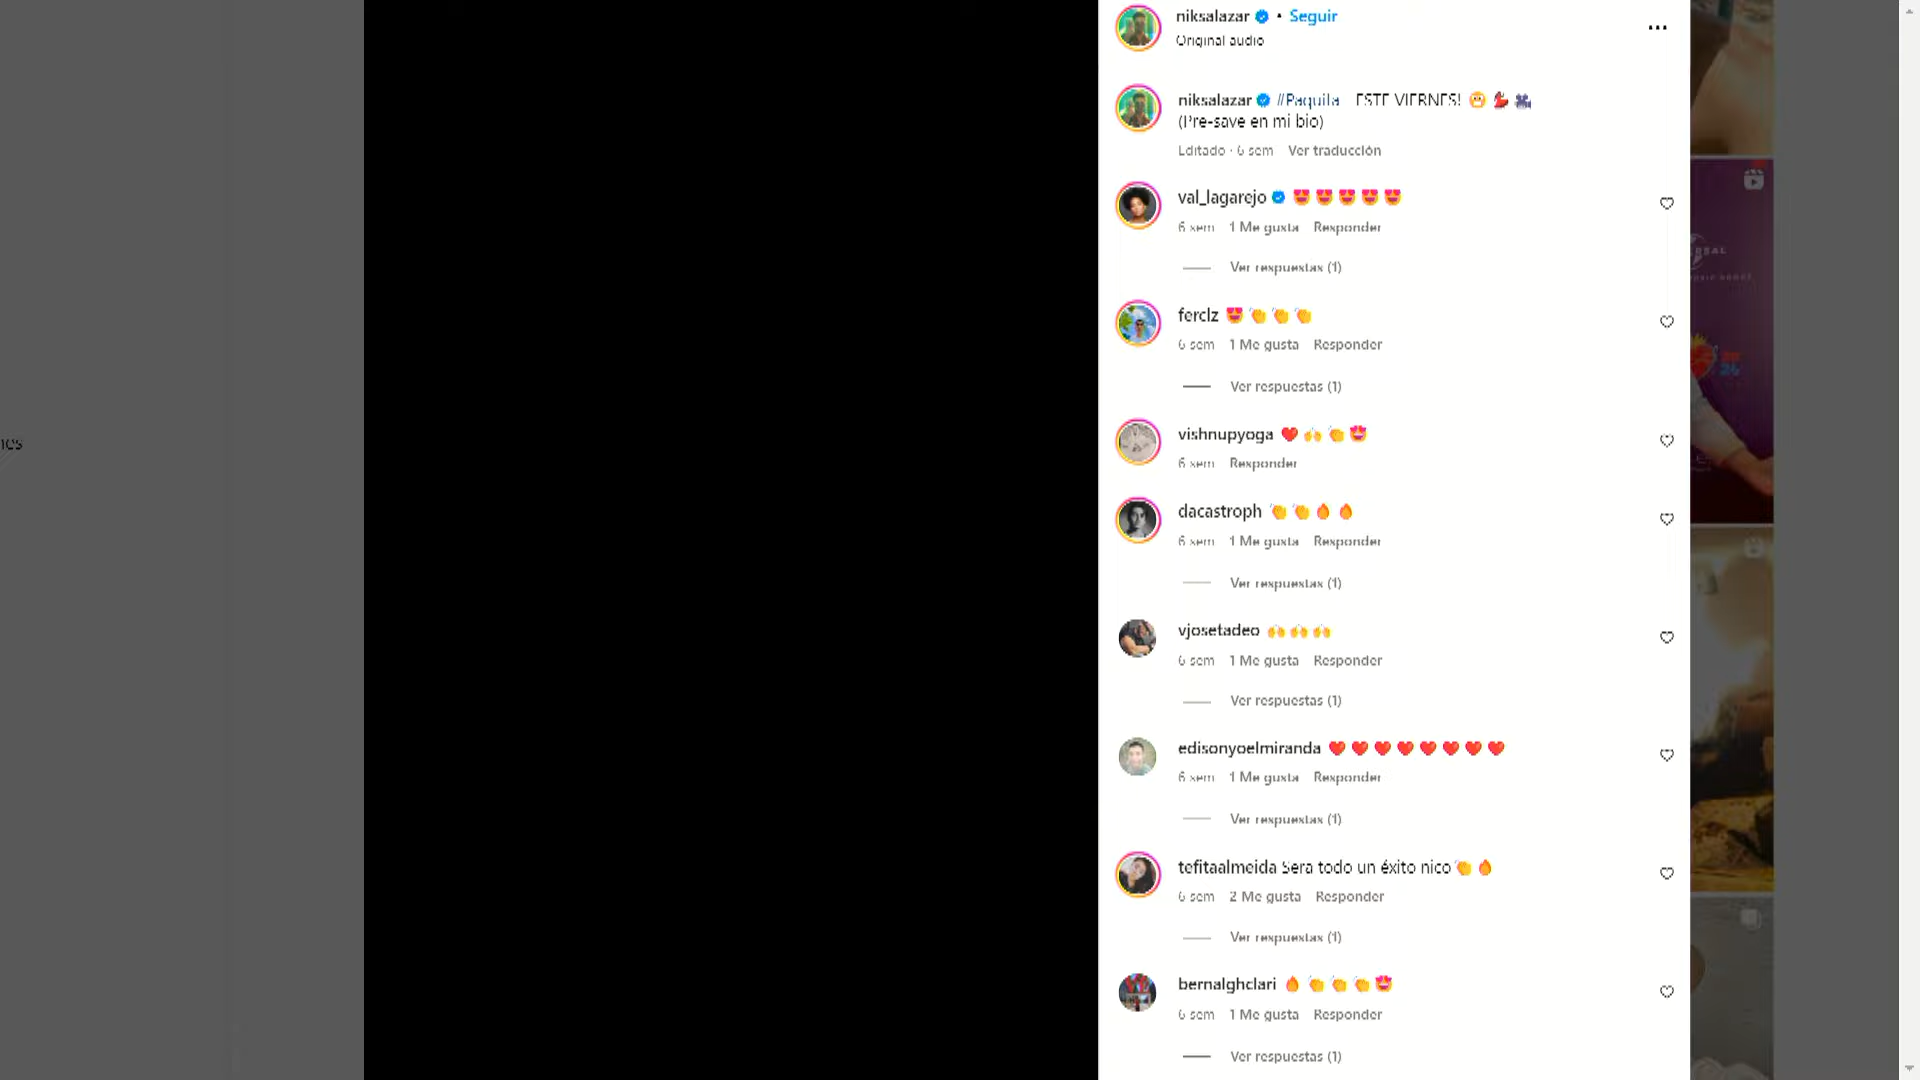 niksalazar • Seguir
Original audio
niksalazar #Paquita ESTE VIERNES! 😁 💃 🎥
(Pre-save en mi bio)
Editado · 6 sem Ver traducción
val_lagarejo 😍 😍 😍 😍 😍
6 sem 1 Me gusta Responder
Ver respuestas (1)
ferclz 😍 👏 👏 👏
6 sem 1 Me gusta Responder
Ver respuestas (1)
vishnupyoga ❤️ 🙌 👏 🤩
6 sem Responder
dacastroph 👏 👏 🔥 🔥
6 sem 1 Me gusta Responder
Ver respuestas (1)
vjosetadeo 🙌 🙌 🙌
6 sem 1 Me gusta Responder
Ver respuestas (1)
edisonyoelmiranda ❤️ ❤️ ❤️ ❤️ ❤️ ❤️ ❤️ ❤️
6 sem 1 Me gusta Responder
Ver respuestas (1)
tefitaalmeida Sera todo un éxito nico 👏 🔥
6 sem 2 Me gusta Responder
Ver respuestas (1)
bernalghclari 🔥 👏 👏 👏 🤩
6 sem 1 Me gusta Responder
Ver respuestas (1)